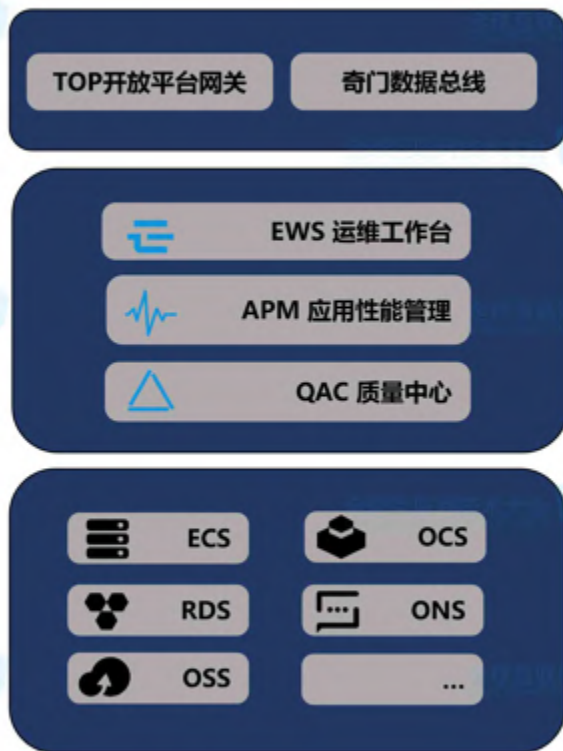 TOP开放平台网关 奇门数据总线
EWS 运维工作台
APM 应用性能管理
QAC 质量中心
ECS OCS
RDS ONS
OSS ...